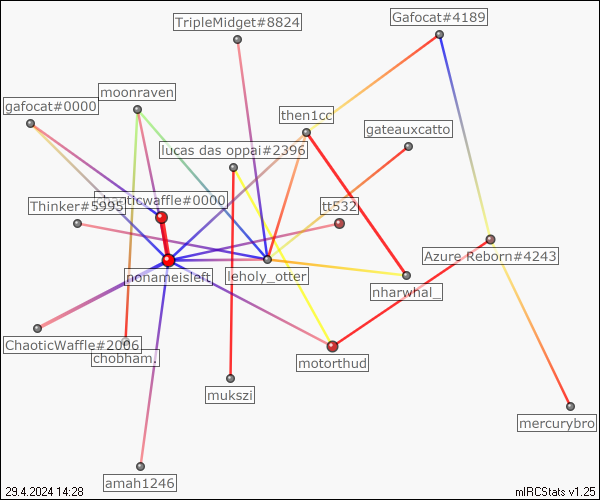 TripleMidget#8824
Gafocat#4189
moonraven
gafocat#0000
then1cc
gateauxcatto
lucas das oppai#2396
Thinker#5995
waffle#0000
tt532
Azure Reborn#4243
nonameisleft
leholy_otter
nharwhal_
ChaoticWaffle#2006
chobham.
motorthud
mukszi
mercurybro
amah1246
29.4.2024 14:28
mIRCStats v1.25